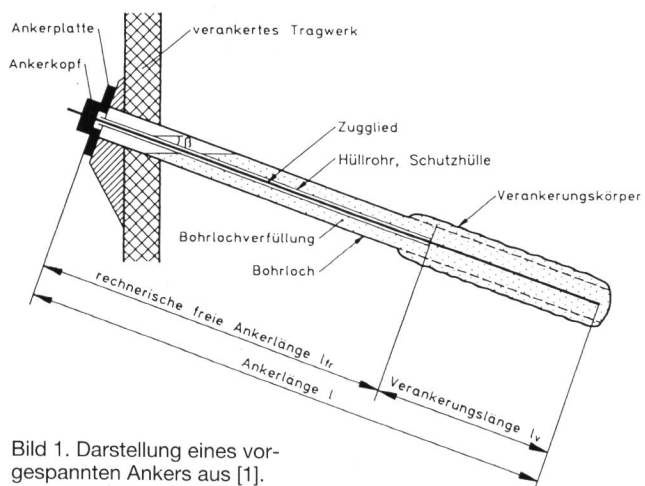 Ankerplatte
verankertes Tragwerk
Ankerkopf
β
Zugglied
Hüllrohr, Schutzhülle
Verankerungskörper
Bohrlochverfüllung
Bohrloch
rechnerische freie Ankerlänge lfr
Verankerungslänge lv
Ankerlänge l
Bild 1. Darstellung eines vor-
gespannten Ankers aus [1].